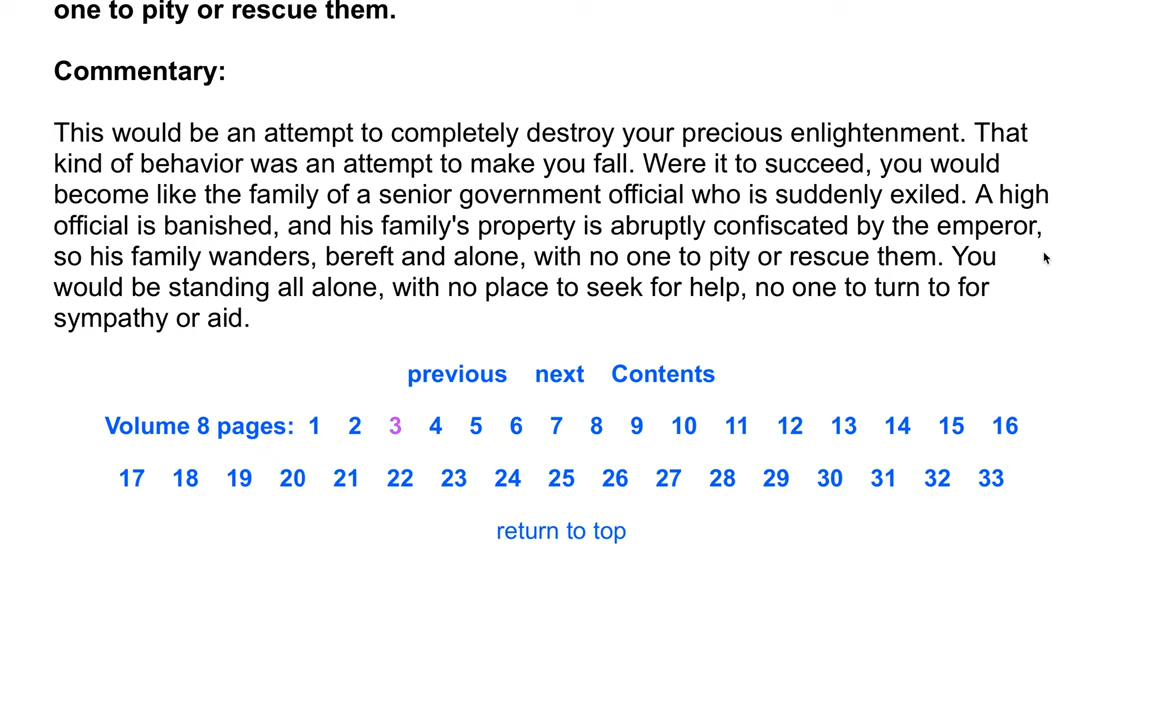 one to pity or rescue them.
Commentary:
This would be an attempt to completely destroy your precious enlightenment. That
kind of behavior was an attempt to make you fall. Were it to succeed, you would
become like the family of a senior government official who is suddenly exiled. A high
official is banished, and his family's property is abruptly confiscated by the emperor,
so his family wanders, bereft and alone, with no one to pity or rescue them. You
would be standing all alone, with no place to seek for help, no one to turn to for
sympathy or aid.
previous next Contents
Volume 8 pages: 1 2 3 4 5 6 7 8 9 10 11 12 13 14 15 16
17 18 19 20 21 22 23 24 25 26 27 28 29 30 31 32 33
return to top